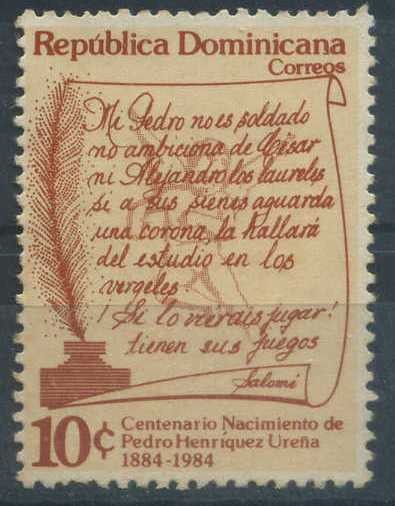 República Dominicana
Correos
Mi Pedro no es soldado
no ambiciona de César
ni Alejandro los laureles
si a sus sienes aguarda
una corona, la hallará
del estudio en los
vergeles
¡Si lo vierais jugar!
tienen sus juegos
Salomé
10¢
Centenario Nacimiento de
Pedro Henríquez Ureña
1884-1984